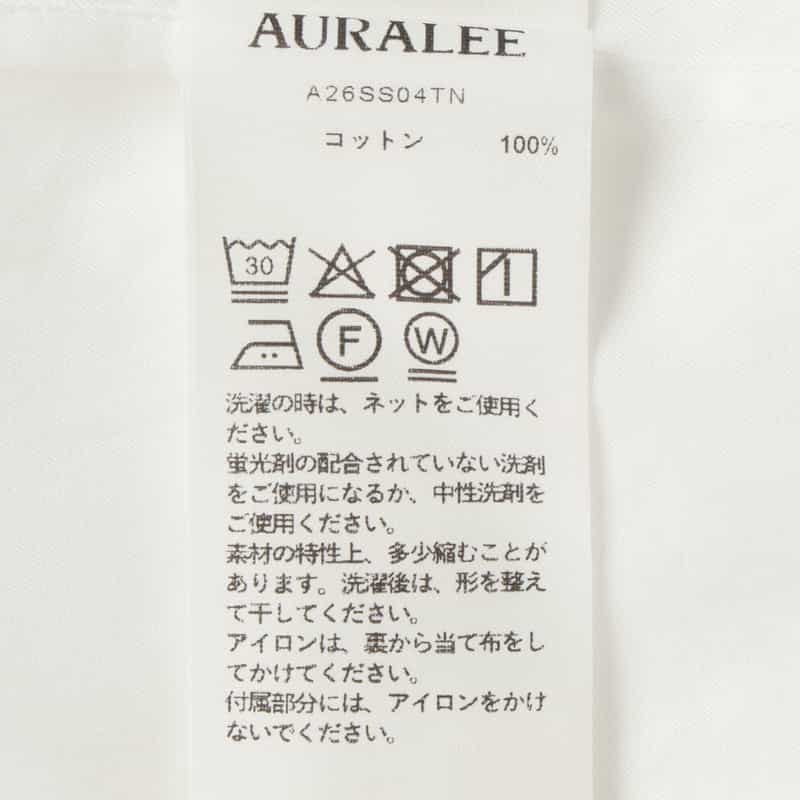 AURALEE
A26SS04TN
コットン 100%
30
F W
洗濯の時は、ネットをご使用く
ださい。
蛍光剤の配合されていない洗剤
をご使用になるか、中性洗剤を
ご使用ください。
素材の特性上、多少縮むことが
あります。洗濯後は、形を整え
て干してください。
アイロンは、裏から当て布をし
てかけてください。
付属部分には、アイロンをかけ
ないでください。